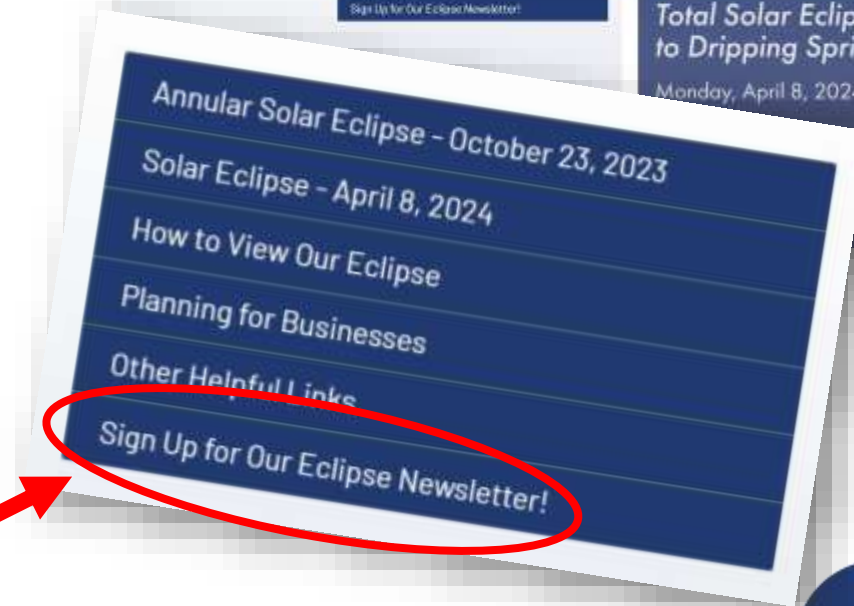 Sign Up for Our Eclipse Newsletter!
Total Solar Eclip
to Dripping Spri
Monday, April 8, 202
Annular Solar Eclipse - October 23, 2023
Solar Eclipse - April 8, 2024
How to View Our Eclipse
Planning for Businesses
Other Helpful Links
Sign Up for Our Eclipse Newsletter!